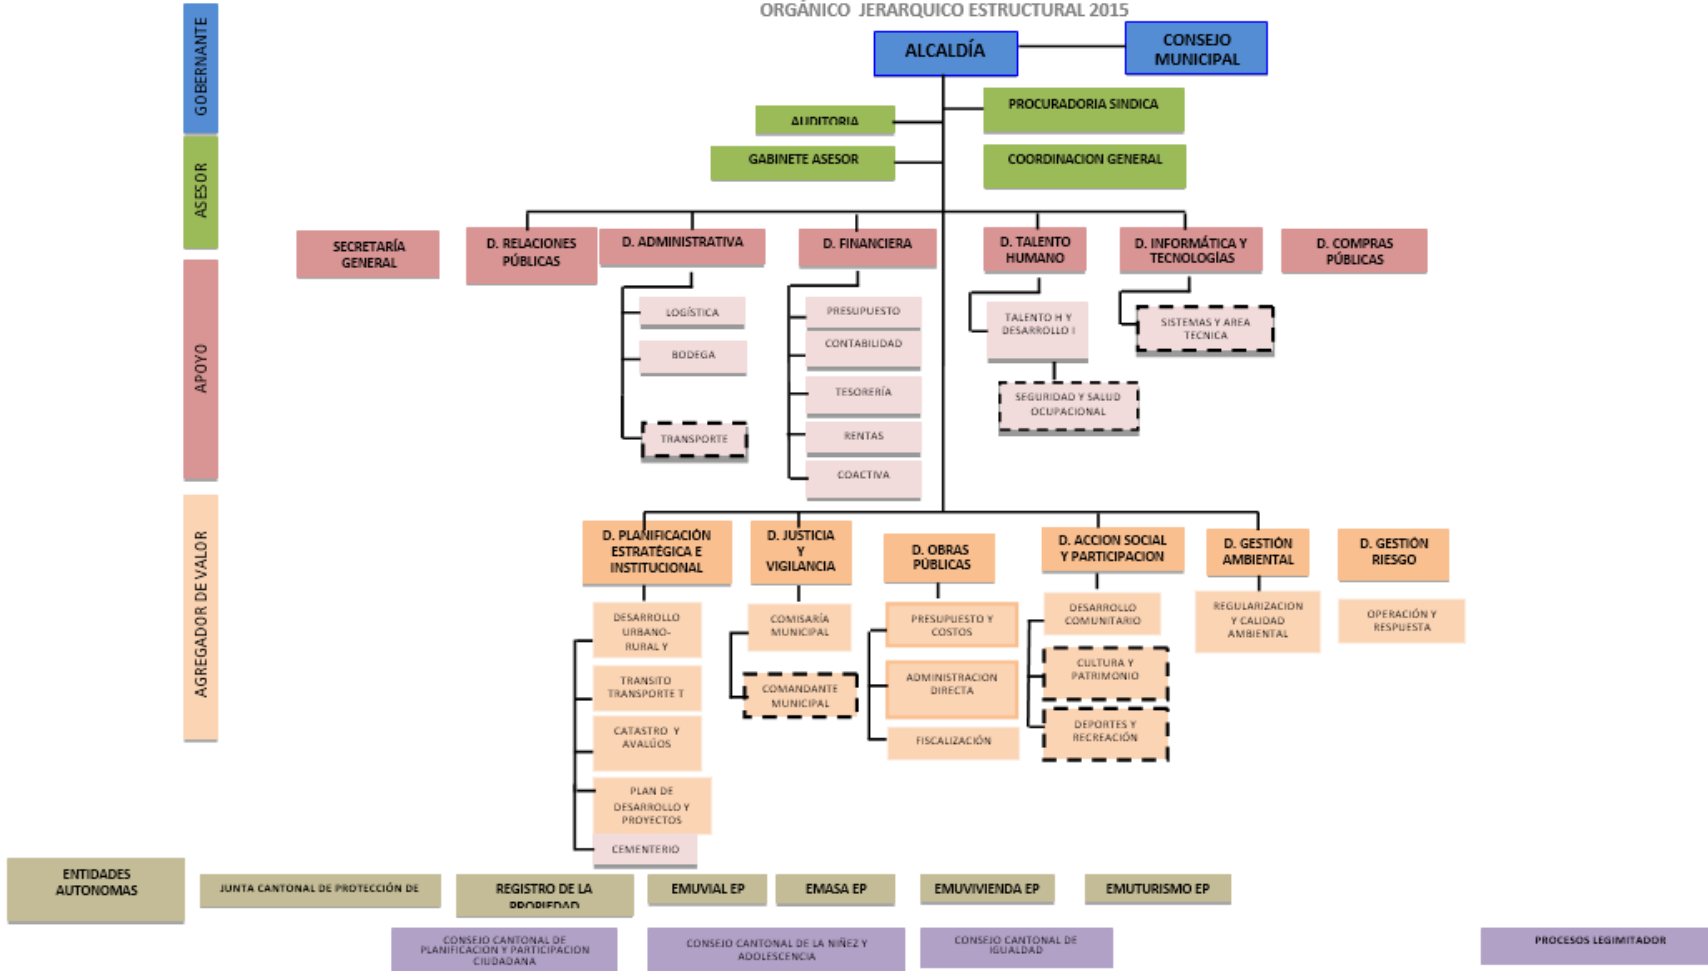 ORGÁNICO JERARQUICO ESTRUCTURAL 2015
GOBERNANTE
ALCALDÍA
CONSEJO
MUNICIPAL
ASESOR
AUDITORIA
PROCURADORIA SINDICA
GABINETE ASESOR
COORDINACION GENERAL
APOYO
SECRETARÍA
GENERAL
D. RELACIONES
PÚBLICAS
D. ADMINISTRATIVA
D. FINANCIERA
D. TALENTO
HUMANO
D. INFORMÁTICA Y
TECNOLOGÍAS
D. COMPRAS
PÚBLICAS
LOGÍSTICA
BODEGA
TRANSPORTE
PRESUPUESTO
CONTABILIDAD
TESORERÍA
RENTAS
COACTIVA
TALENTO H Y
DESARROLLO I
SEGURIDAD Y SALUD
OCUPACIONAL
SISTEMAS Y AREA
TECNICA
AGREGADOR DE VALOR
D. PLANIFICACIÓN
ESTRATÉGICA E
INSTITUCIONAL
D. JUSTICIA
Y
VIGILANCIA
D. OBRAS
PÚBLICAS
D. ACCION SOCIAL
Y PARTICIPACION
D. GESTIÓN
AMBIENTAL
D. GESTIÓN
RIESGO
DESARROLLO
URBANO-
RURAL Y
TRANSITO
TRANSPORTE T
CATASTRO Y
AVALÚOS
PLAN DE
DESARROLLO Y
PROYECTOS
CEMENTERIO
COMISARÍA
MUNICIPAL
COMANDANTE
MUNICIPAL
PRESUPUESTO Y
COSTOS
ADMINISTRACION
DIRECTA
FISCALIZACIÓN
DESARROLLO
COMUNITARIO
CULTURA Y
PATRIMONIO
DEPORTES Y
RECREACIÓN
REGULARIZACION
Y CALIDAD
AMBIENTAL
OPERACIÓN Y
RESPUESTA
ENTIDADES
AUTONOMAS
JUNTA CANTONAL DE PROTECCIÓN DE
REGISTRO DE LA
PROPIEDAD
EMUVIAL EP
EMASA EP
EMUVIVIENDA EP
EMUTURISMO EP
CONSEJO CANTONAL DE
PLANIFICACION Y PARTICIPACION
CIUDADANA
CONSEJO CANTONAL DE LA NIÑEZ Y
ADOLESCENCIA
CONSEJO CANTONAL DE
IGUALDAD
PROCESOS LEGIMITADOR